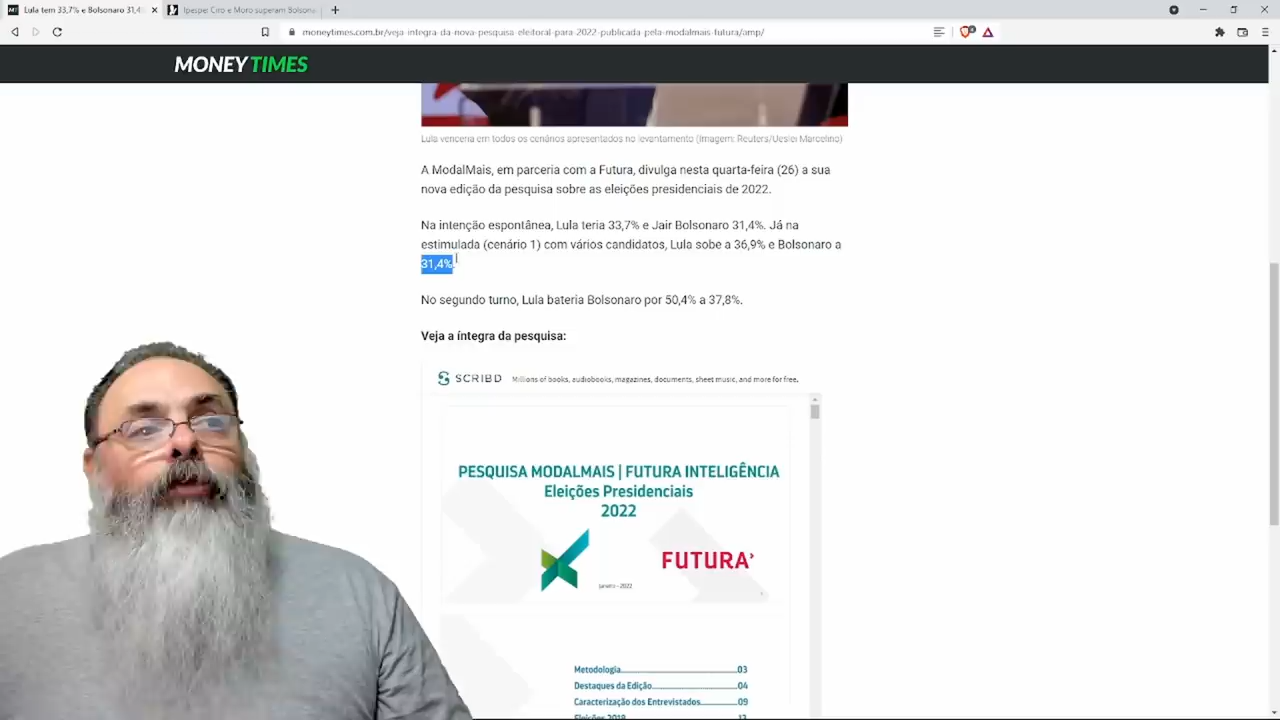 Lula tem 33,7% e Bolsonaro 31,4
Ipespe: Ciro e Moro superam Bolsona
moneytimes.com.br/veja-integra-da-nova-pesquisa-eleitoral-para-2022-publicada-pela-modalmais-futura/amp/
MONEY TIMES
Lula venceria em todos os cenários apresentados no levantamento (Imagem: Reuters/Ueslei Marcelino)
A ModalMais, em parceria com a Futura, divulga nesta quarta-feira (26) a sua
nova edição da pesquisa sobre as eleições presidenciais de 2022.
Na intenção espontânea, Lula teria 33,7% e Jair Bolsonaro 31,4%. Já na
estimulada (cenário 1) com vários candidatos, Lula sobe a 36,9% e Bolsonaro a
31,4%.
No segundo turno, Lula bateria Bolsonaro por 50,4% a 37,8%.
Veja a íntegra da pesquisa:
SCRIBD Millions of books, audiobooks, magazines, documents, sheet music, and more for free.
PESQUISA MODALMAIS | FUTURA INTELIGÊNCIA
Eleições Presidenciais
2022
FUTURA
janeiro - 2022
Metodologia...............................03
Destaques da Edição.......................04
Caracterização dos Entrevistados..........09
Eleições 2018